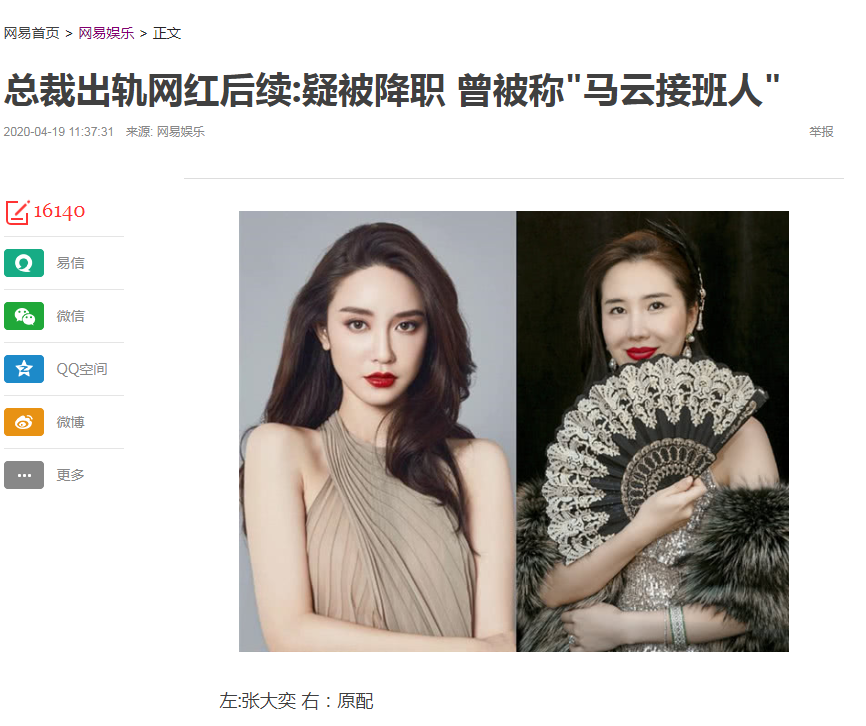 网易首页 > 网易娱乐 > 正文
总裁出轨网红后续:疑被降职 曾被称"马云接班人"
2020-04-19 11:37:31 来源: 网易娱乐 举报
16140
易信
微信
QQ空间
微博
更多
左:张大奕 右：原配